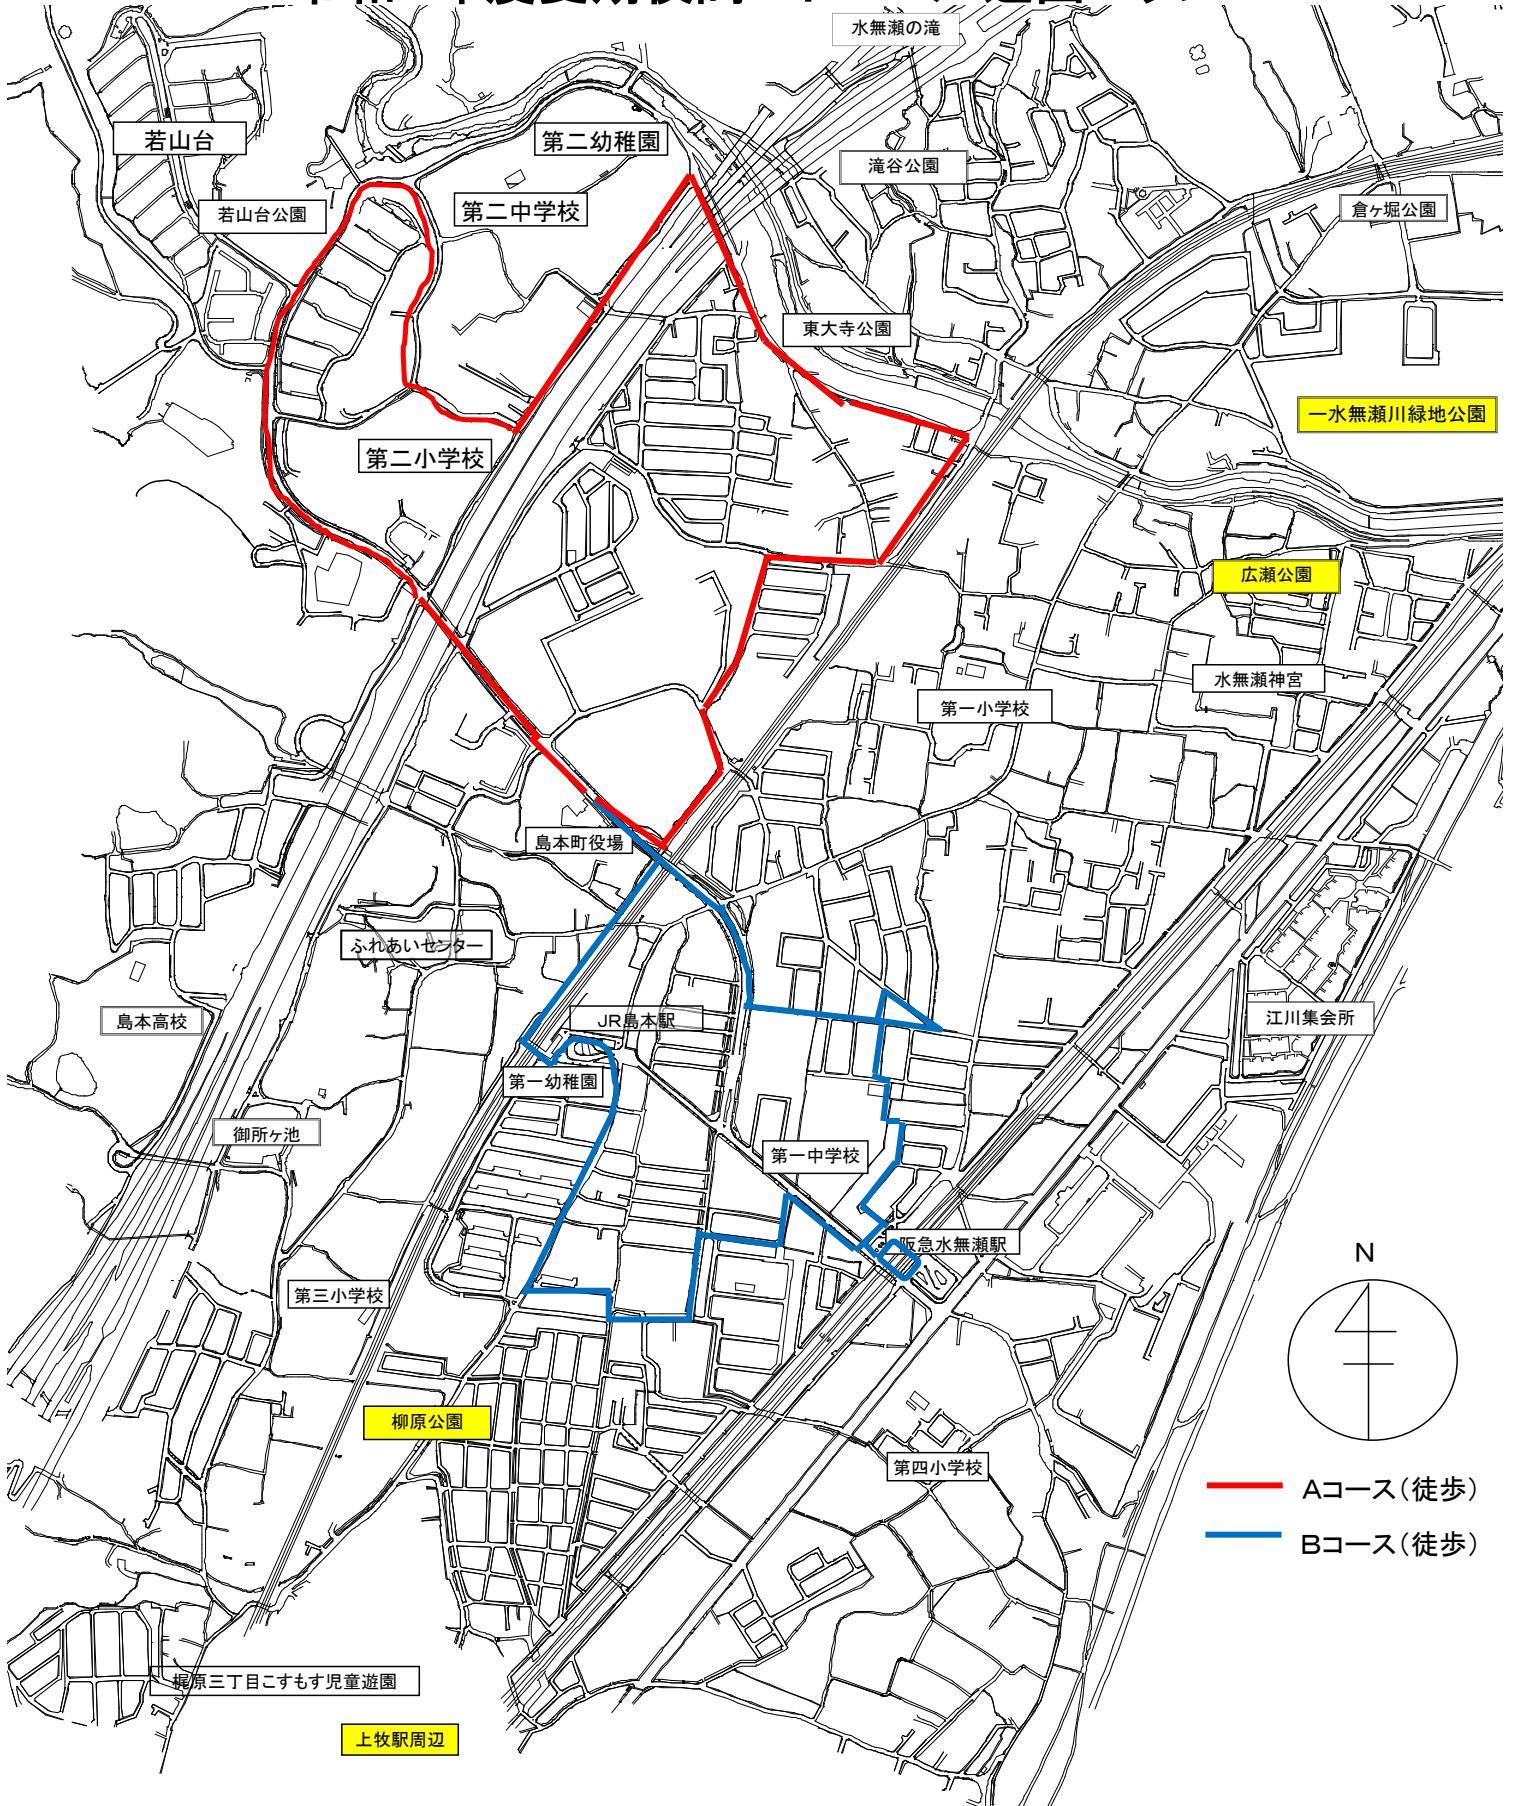 水無瀬の滝
若山台
第二幼稚園
滝谷公園
若山台公園
第二中学校
倉ヶ堀公園
東大寺公園
一水無瀬川緑地公園
第二小学校
広瀬公園
水無瀬神宮
第一小学校
島本町役場
ふれあいセンター
島本高校
JR島本駅
江川集会所
第一幼稚園
御所ヶ池
第一中学校
阪急水無瀬駅
N
第三小学校
柳原公園
第四小学校
Aコース(徒歩)
Bコース(徒歩)
梶原三丁目こすもす児童遊園
上牧駅周辺